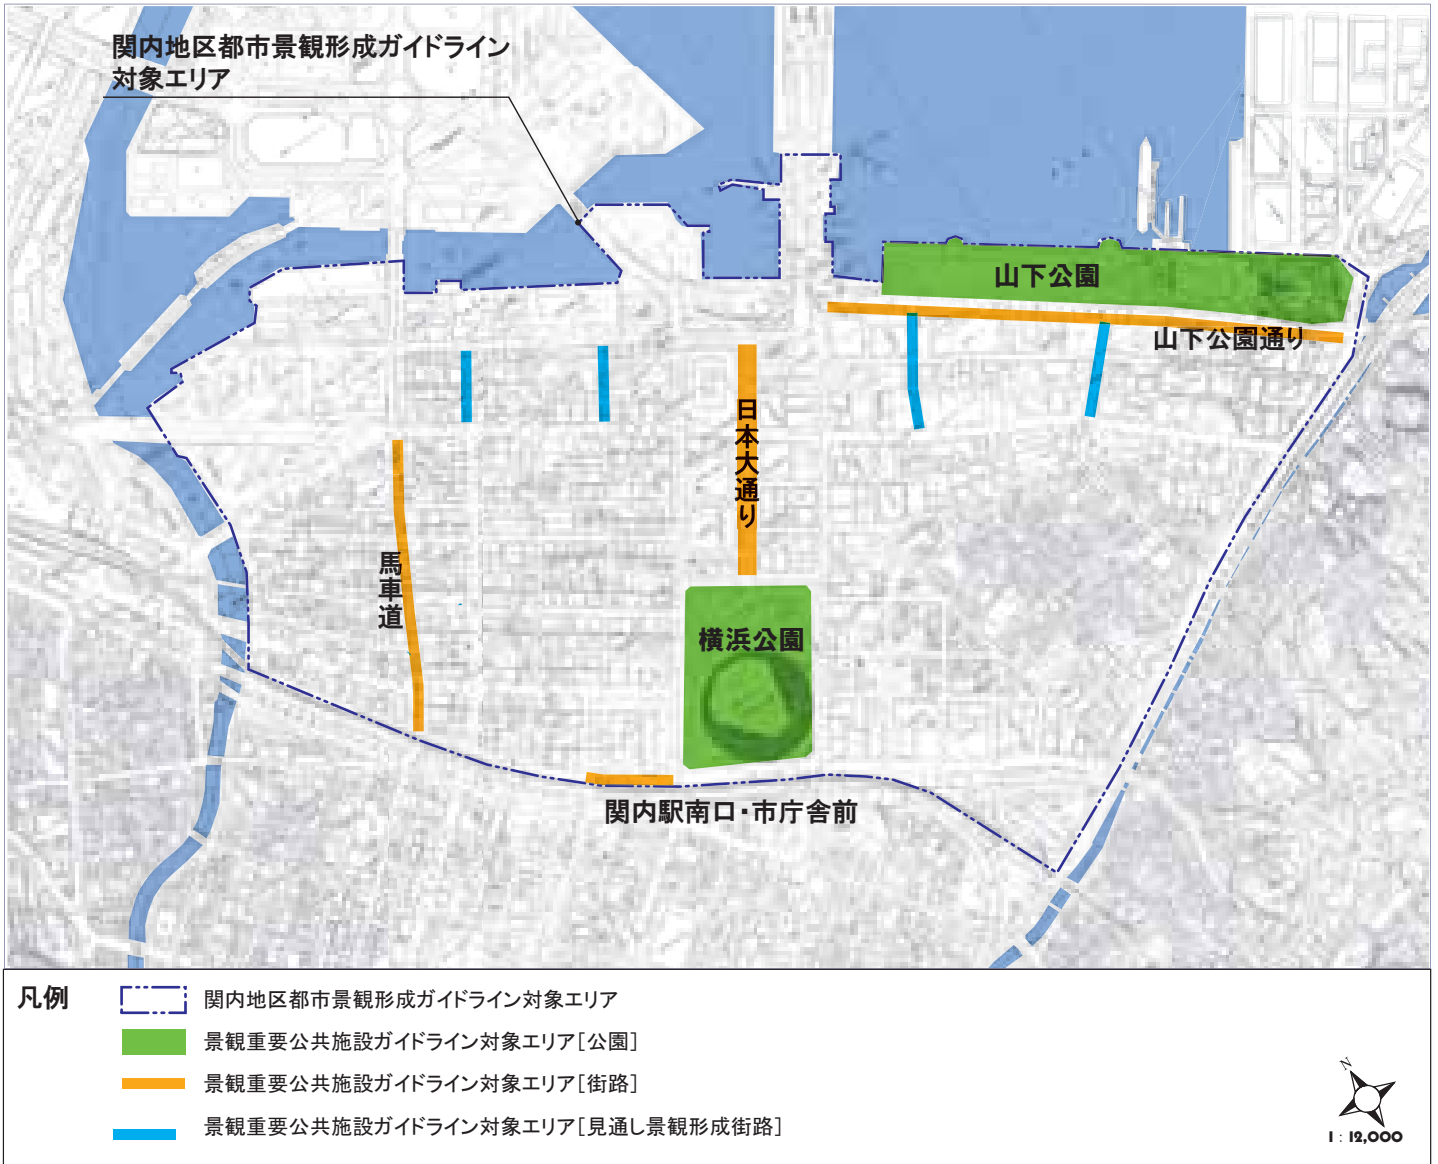 関内地区都市景観形成ガイドライン
対象エリア
山下公園
山下公園通り
日本大通り
馬車道
横浜公園
関内駅南口・市庁舎前
凡例
関内地区都市景観形成ガイドライン対象エリア
景観重要公共施設ガイドライン対象エリア[公園]
景観重要公共施設ガイドライン対象エリア[街路]
景観重要公共施設ガイドライン対象エリア[見通し景観形成街路]
N
1 : 12,000